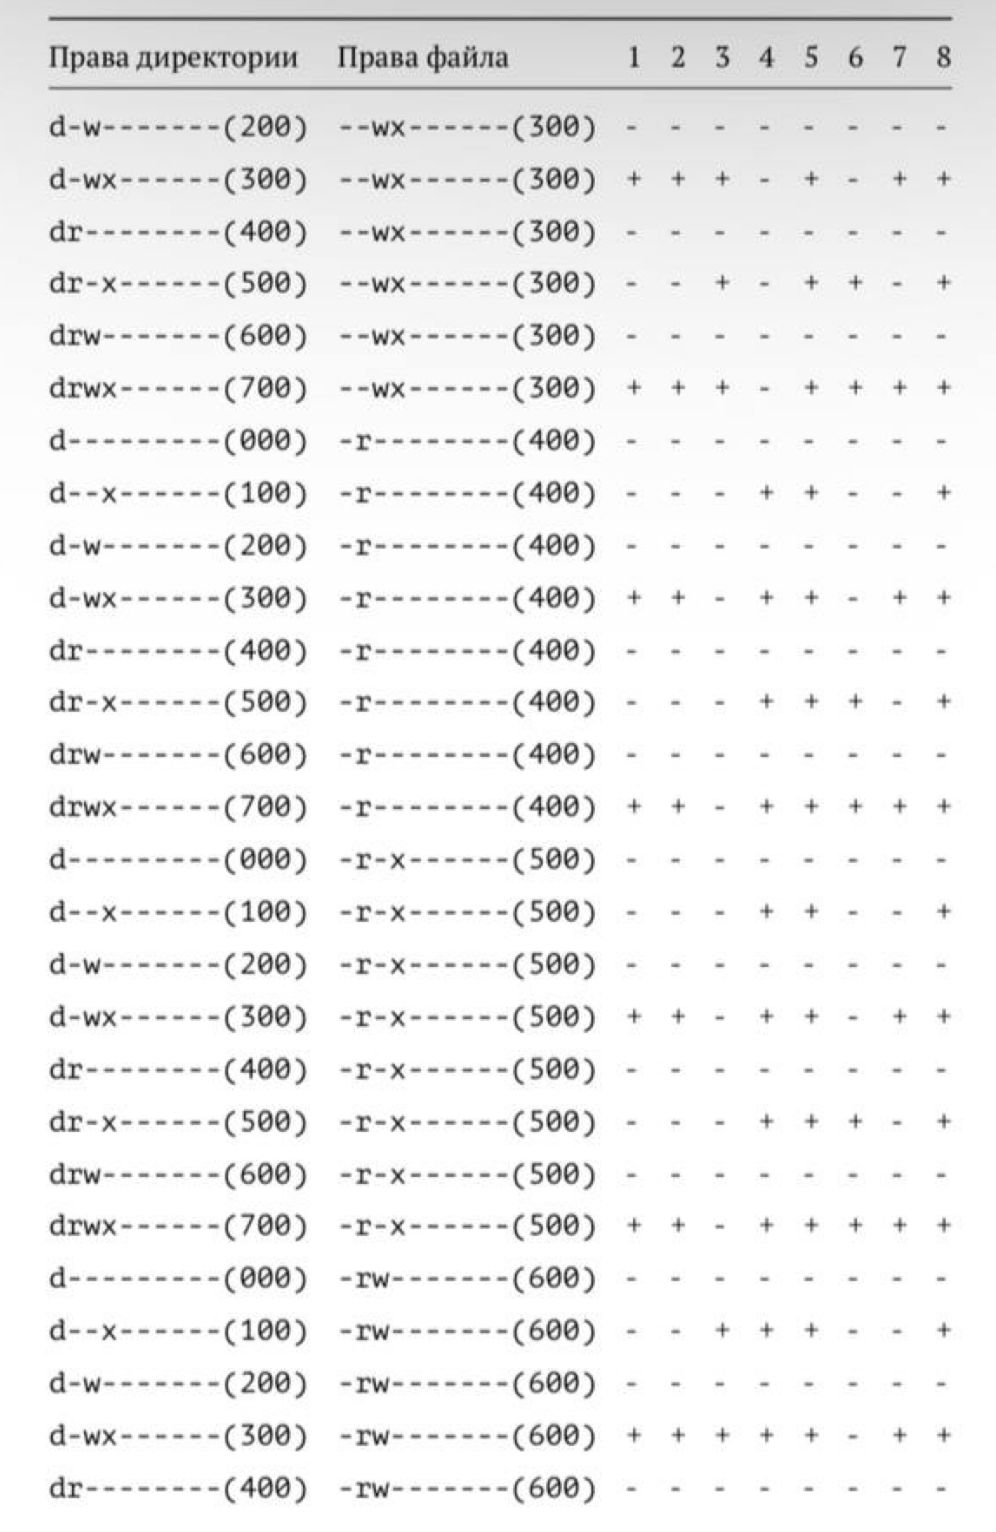 Права директории Права файла 1 2 3 4 5 6 7 8
d-w-------(200) --wx------(300) - - - - - - - -
d-wx------(300) --wx------(300) + + + - + - + +
dr--------(400) --wx------(300) - - - - - - - -
dr-x------(500) --wx------(300) - - + - + + - +
drw-------(600) --wx------(300) - - - - - - - -
drwx------(700) --wx------(300) + + + - + + + +
d---------(000) -r--------(400) - - - - - - - -
d--x------(100) -r--------(400) - - - + + - - +
d-w-------(200) -r--------(400) - - - - - - - -
d-wx------(300) -r--------(400) + + - + + - + +
dr--------(400) -r--------(400) - - - - - - - -
dr-x------(500) -r--------(400) - - - + + + - +
drw-------(600) -r--------(400) - - - - - - - -
drwx------(700) -r--------(400) + + - + + + + +
d---------(000) -r-x------(500) - - - - - - - -
d--x------(100) -r-x------(500) - - - + + - - +
d-w-------(200) -r-x------(500) - - - - - - - -
d-wx------(300) -r-x------(500) + + - + + - + +
dr--------(400) -r-x------(500) - - - - - - - -
dr-x------(500) -r-x------(500) - - - + + + - +
drw-------(600) -r-x------(500) - - - - - - - -
drwx------(700) -r-x------(500) + + - + + + + +
d---------(000) -rw-------(600) - - - - - - - -
d--x------(100) -rw-------(600) - - + + + - - +
d-w-------(200) -rw-------(600) - - - - - - - -
d-wx------(300) -rw-------(600) + + + + + - + +
dr--------(400) -rw-------(600) - - - - - - - -